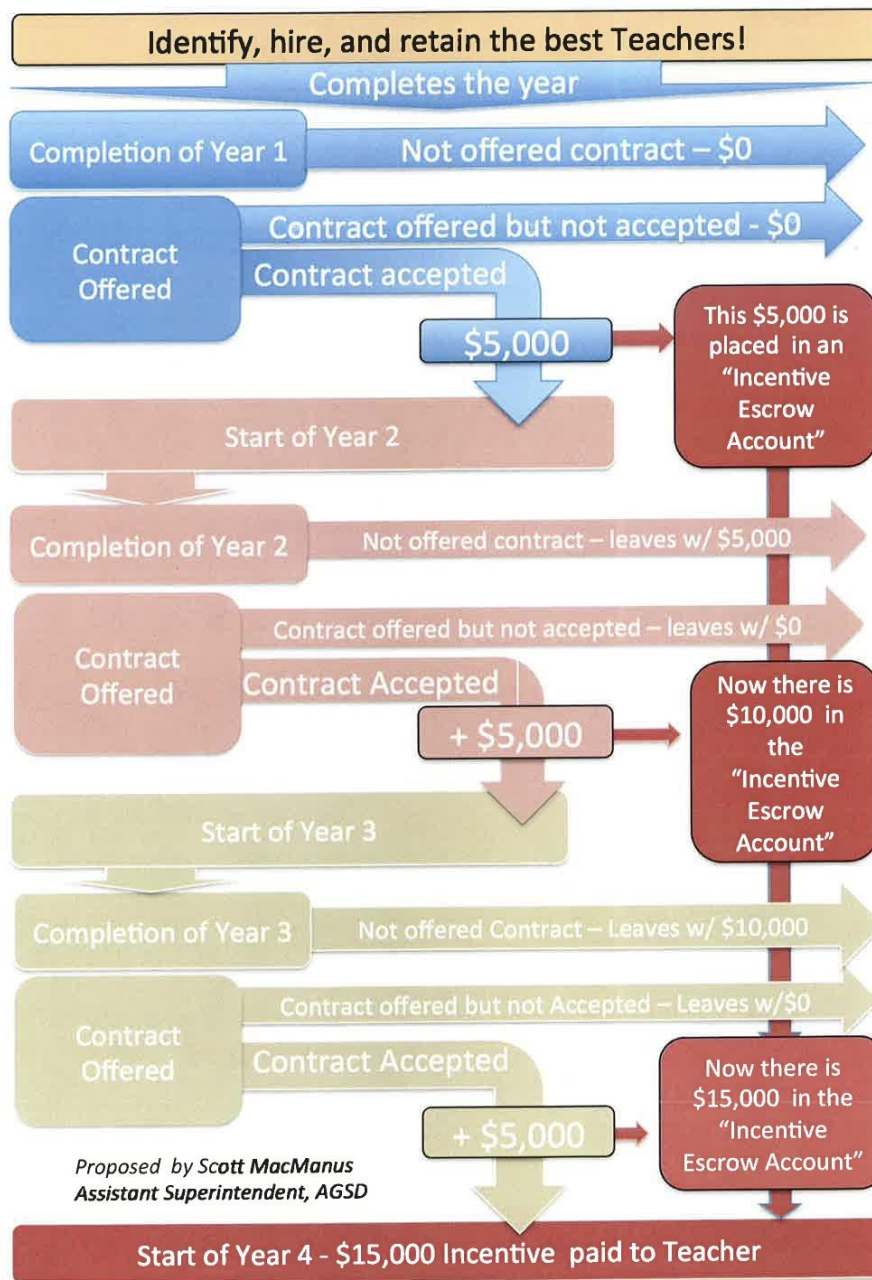 Identify, hire, and retain the best Teachers!
Completes the year
Completion of Year 1
Not offered contract – $0
Contract offered but not accepted - $0
Contract
Offered
Contract accepted
$5,000
This $5,000 is
placed in an
“Incentive
Escrow
Account”
Start of Year 2
Completion of Year 2
Not offered contract – leaves w/ $5,000
Contract offered but not accepted – leaves w/ $0
Contract
Offered
Contract Accepted
+ $5,000
Now there is
$10,000 in
the
“Incentive
Escrow
Account”
Start of Year 3
Completion of Year 3
Not offered Contract – Leaves w/ $10,000
Contract offered but not Accepted – Leaves w/$0
Contract
Offered
Contract Accepted
+ $5,000
Now there is
$15,000 in the
“Incentive
Escrow Account”
Proposed by Scott MacManus
Assistant Superintendent, AGSD
Start of Year 4 - $15,000 Incentive paid to Teacher